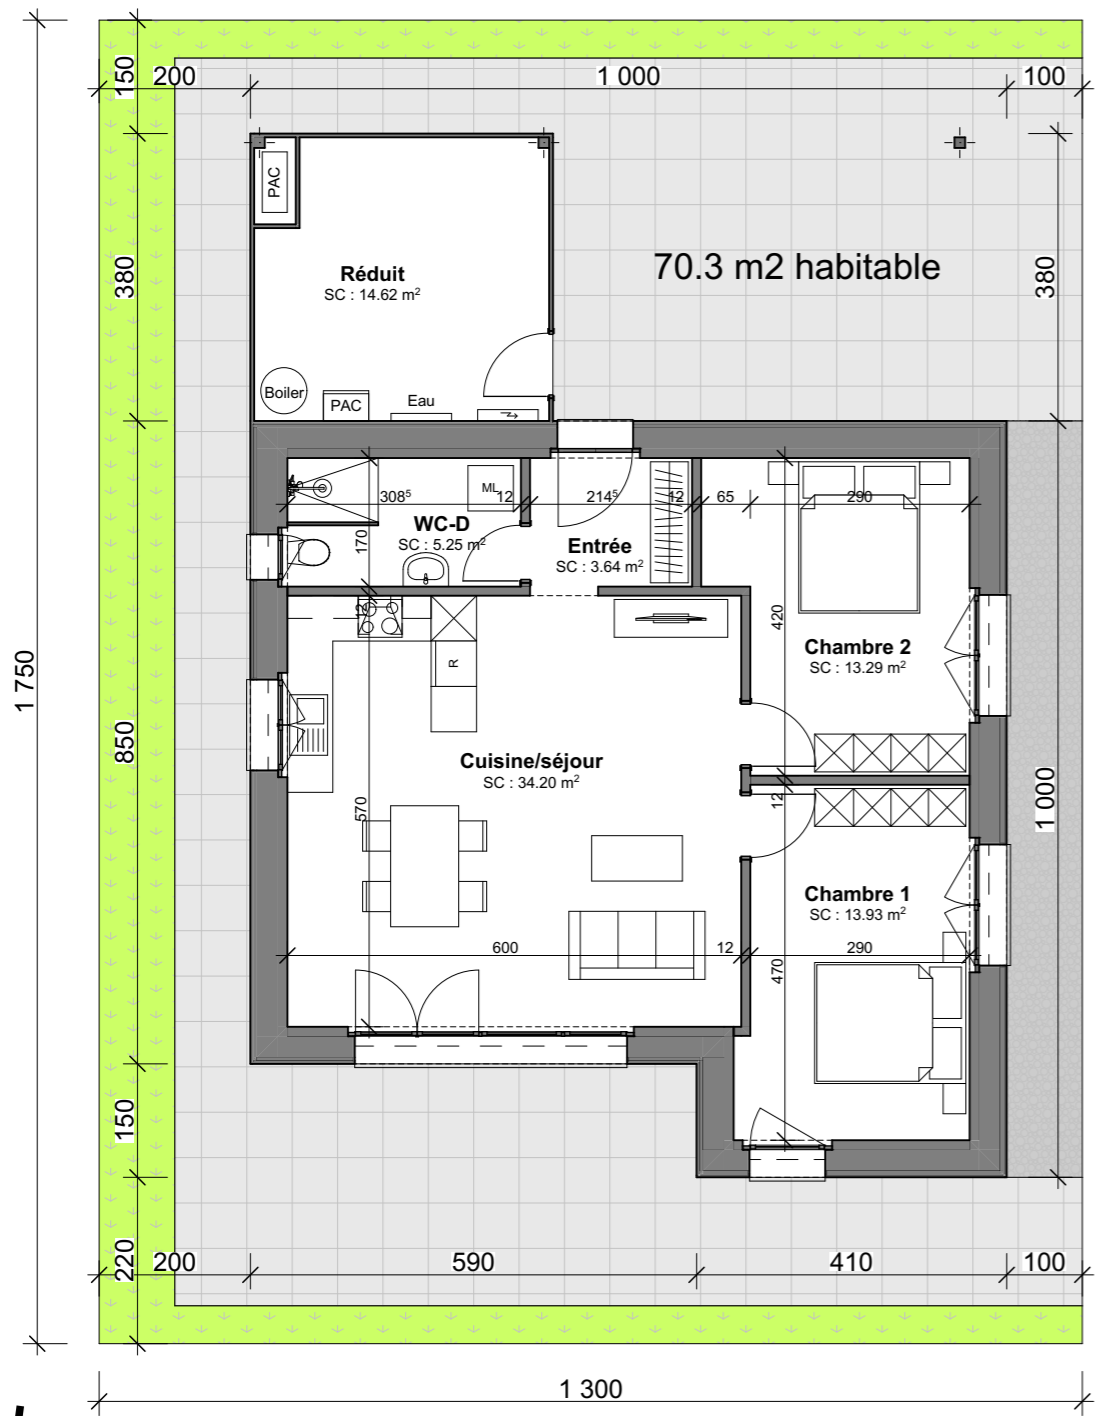 150
200
1 000
100
PAC
Réduit
SC : 14.62 m²
70.3 m2 habitable
380
380
Boiler
PAC
Eau
308⁵
12
214⁵
12
65
290
ML
WC-D
SC : 5.25 m²
170
Entrée
SC : 3.64 m²
12
420
Chambre 2
SC : 13.29 m²
R
1 750
850
Cuisine/séjour
SC : 34.20 m²
570
12
1 000
Chambre 1
SC : 13.93 m²
600
12
290
470
150
220
200
590
410
100
1 300